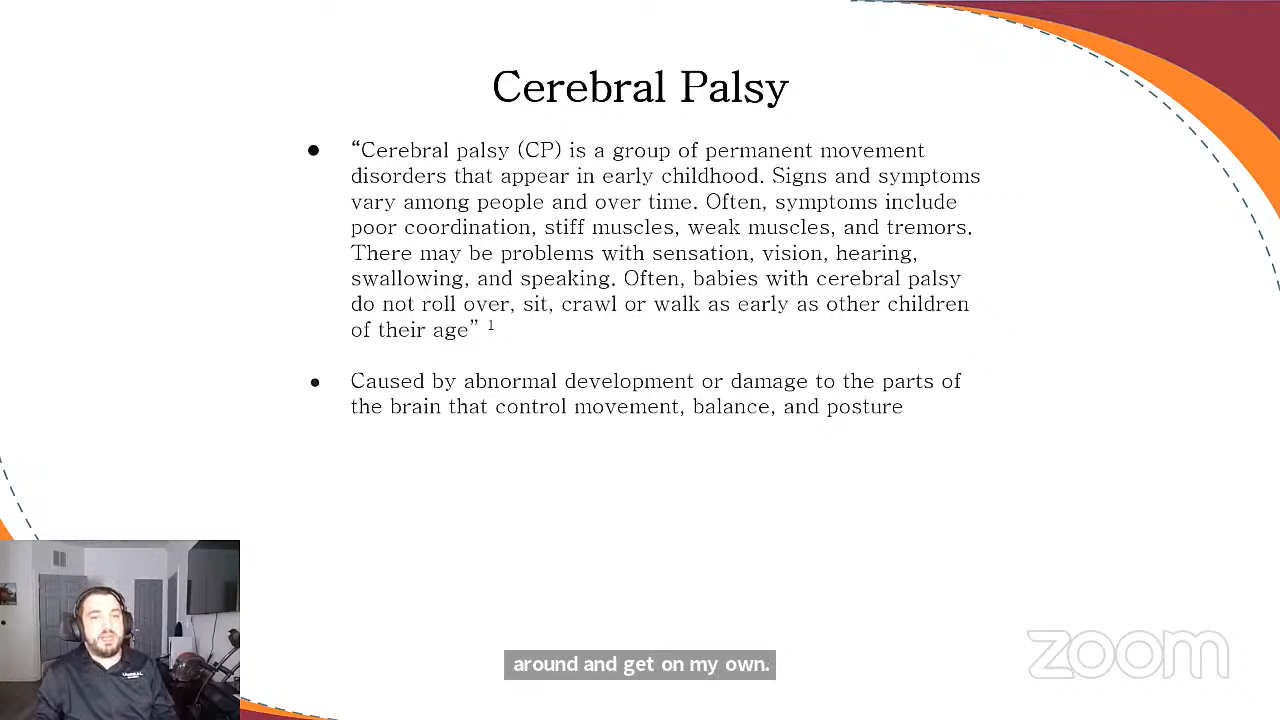 Cerebral Palsy
● “Cerebral palsy (CP) is a group of permanent movement
disorders that appear in early childhood. Signs and symptoms
vary among people and over time. Often, symptoms include
poor coordination, stiff muscles, weak muscles, and tremors.
There may be problems with sensation, vision, hearing,
swallowing, and speaking. Often, babies with cerebral palsy
do not roll over, sit, crawl or walk as early as other children
of their age” 1
● Caused by abnormal development or damage to the parts of
the brain that control movement, balance, and posture
around and get on my own.
zoom